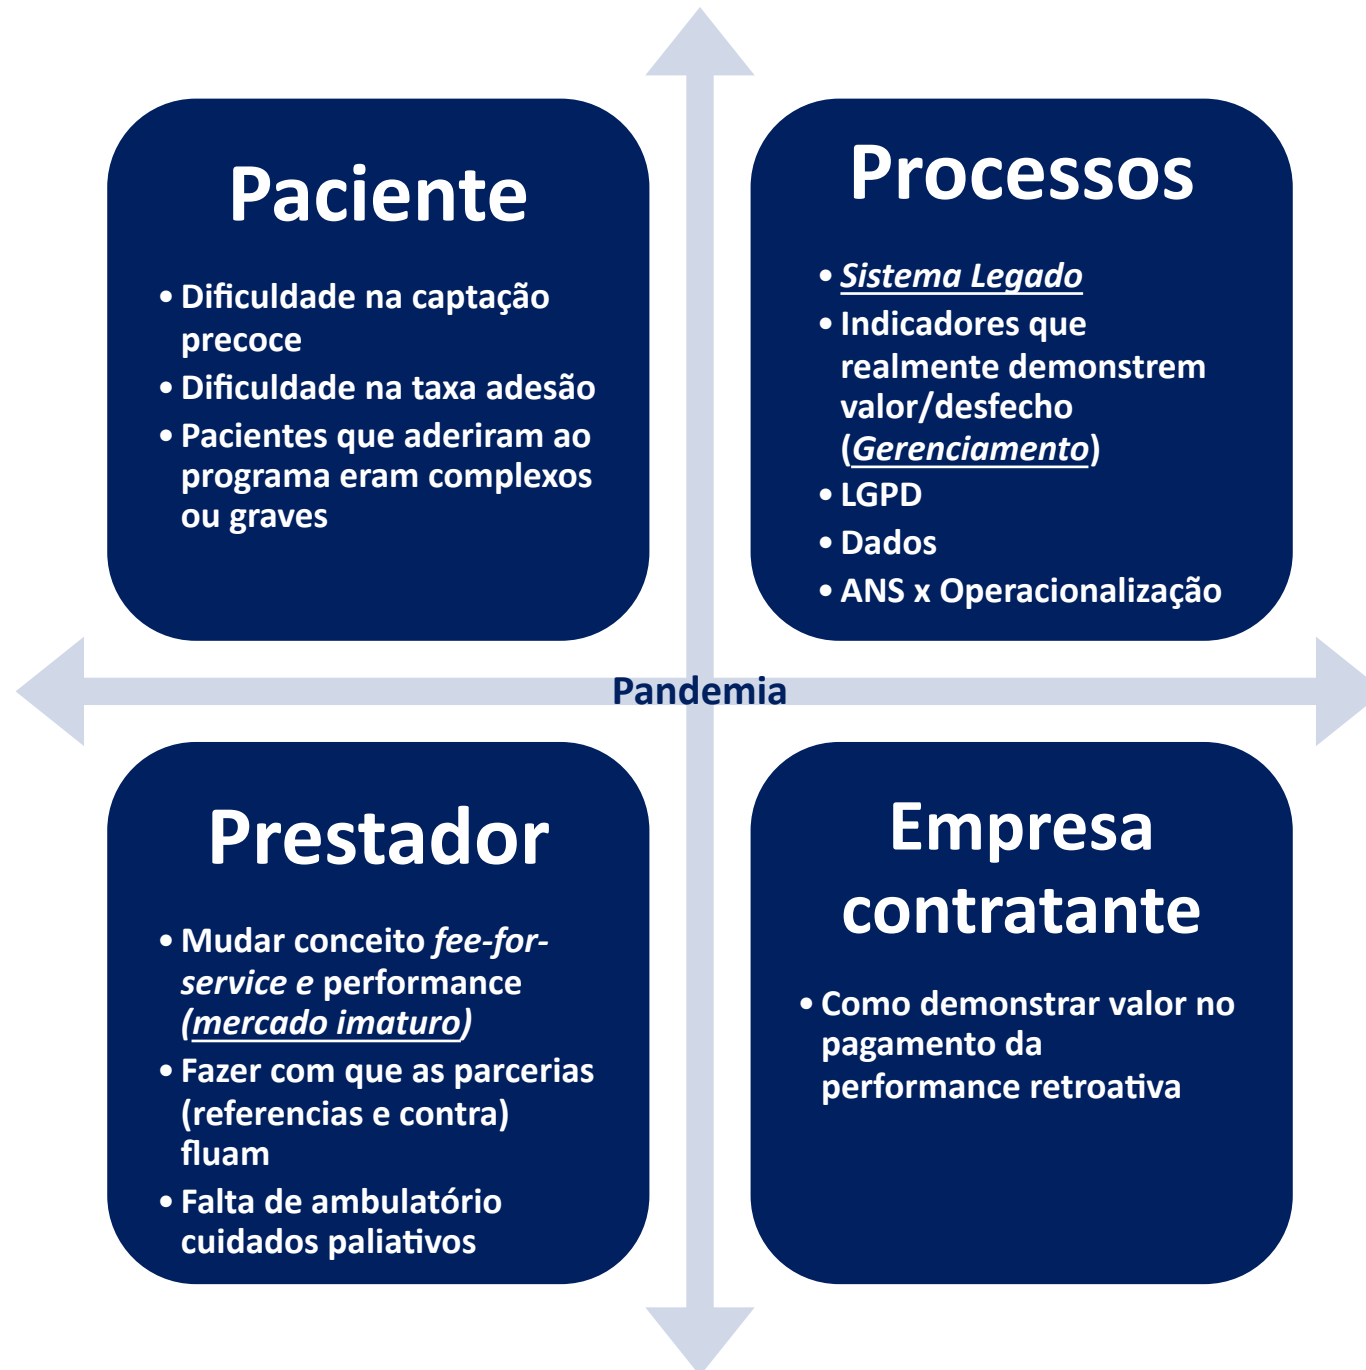 Paciente
• Dificuldade na captação
precoce
• Dificuldade na taxa adesão
• Pacientes que aderiram ao
programa eram complexos
ou graves
Processos
• Sistema Legado
• Indicadores que
realmente demonstrem
valor/desfecho
(Gerenciamento)
• LGPD
• Dados
• ANS x Operacionalização
Pandemia
Prestador
• Mudar conceito fee-for-
service e performance
(mercado imaturo)
• Fazer com que as parcerias
(referencias e contra)
fluam
• Falta de ambulatório
cuidados paliativos
Empresa
contratante
• Como demonstrar valor no
pagamento da
performance retroativa